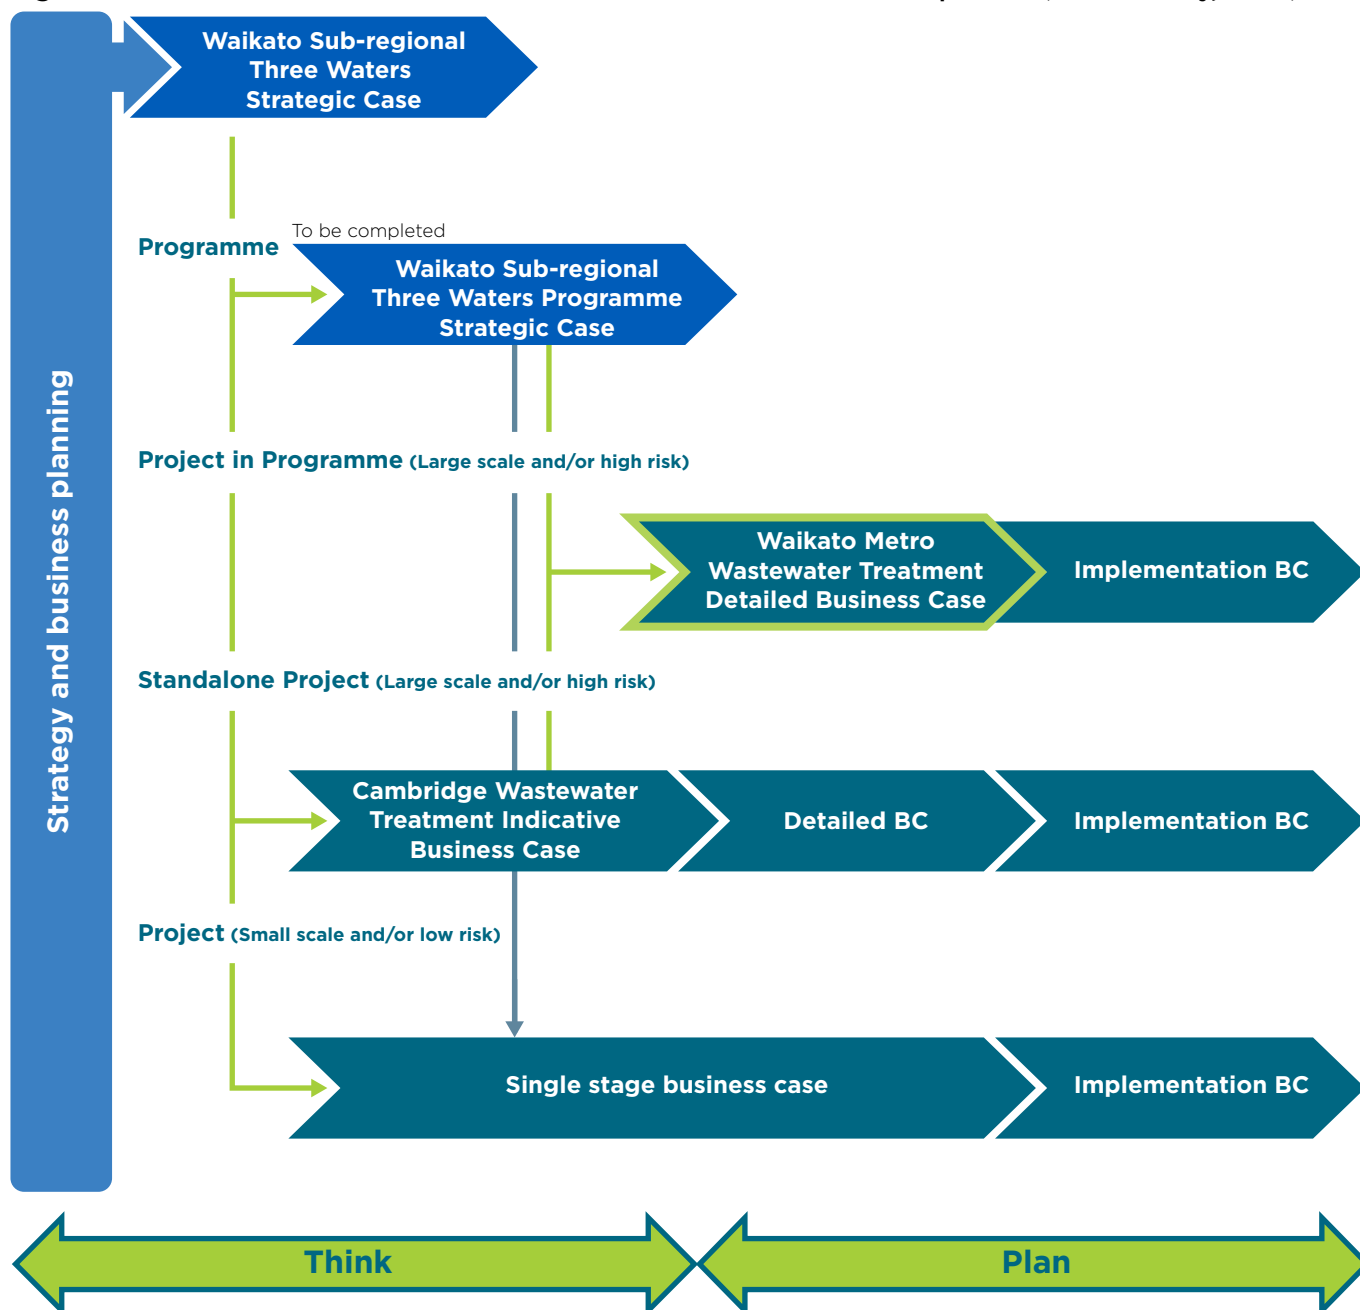 Waikato Sub-regional
Three Waters
Strategic Case
To be completed
Programme
Waikato Sub-regional
Three Waters Programme
Strategic Case
Strategy and business planning
Project in Programme (Large scale and/or high risk)
Waikato Metro
Wastewater Treatment
Detailed Business Case
Implementation BC
Standalone Project (Large scale and/or high risk)
Cambridge Wastewater
Treatment Indicative
Business Case
Detailed BC
Implementation BC
Project (Small scale and/or low risk)
Single stage business case
Implementation BC
Think
Plan